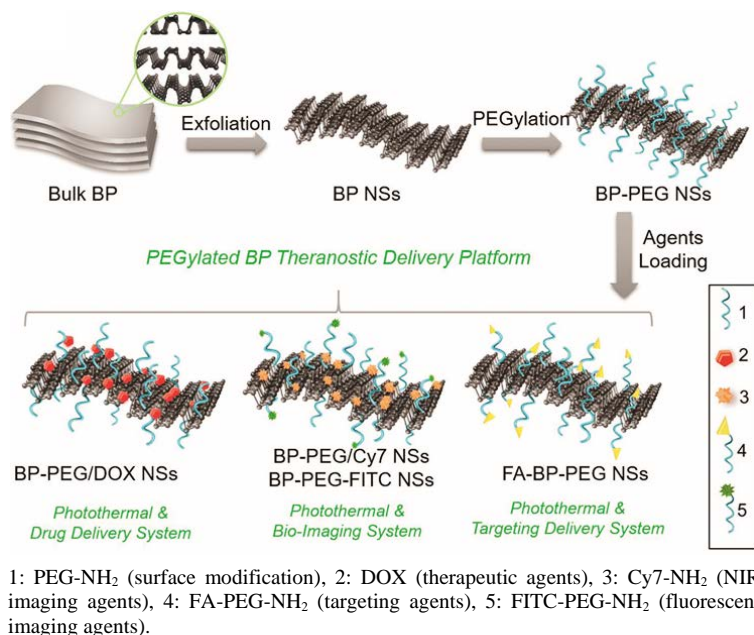 Exfoliation
PEGylation
Bulk BP
BP NSs
BP-PEG NSs
PEGylated BP Theranostic Delivery Platform
Agents
Loading
1
2
3
4
5
BP-PEG/DOX NSs
Photothermal &
Drug Delivery System
BP-PEG/Cy7 NSs
BP-PEG-FITC NSs
Photothermal &
Bio-Imaging System
FA-BP-PEG NSs
Photothermal &
Targeting Delivery System
1: PEG-NH₂ (surface modification), 2: DOX (therapeutic agents), 3: Cy7-NH₂ (NIR
imaging agents), 4: FA-PEG-NH₂ (targeting agents), 5: FITC-PEG-NH₂ (fluorescen
imaging agents).